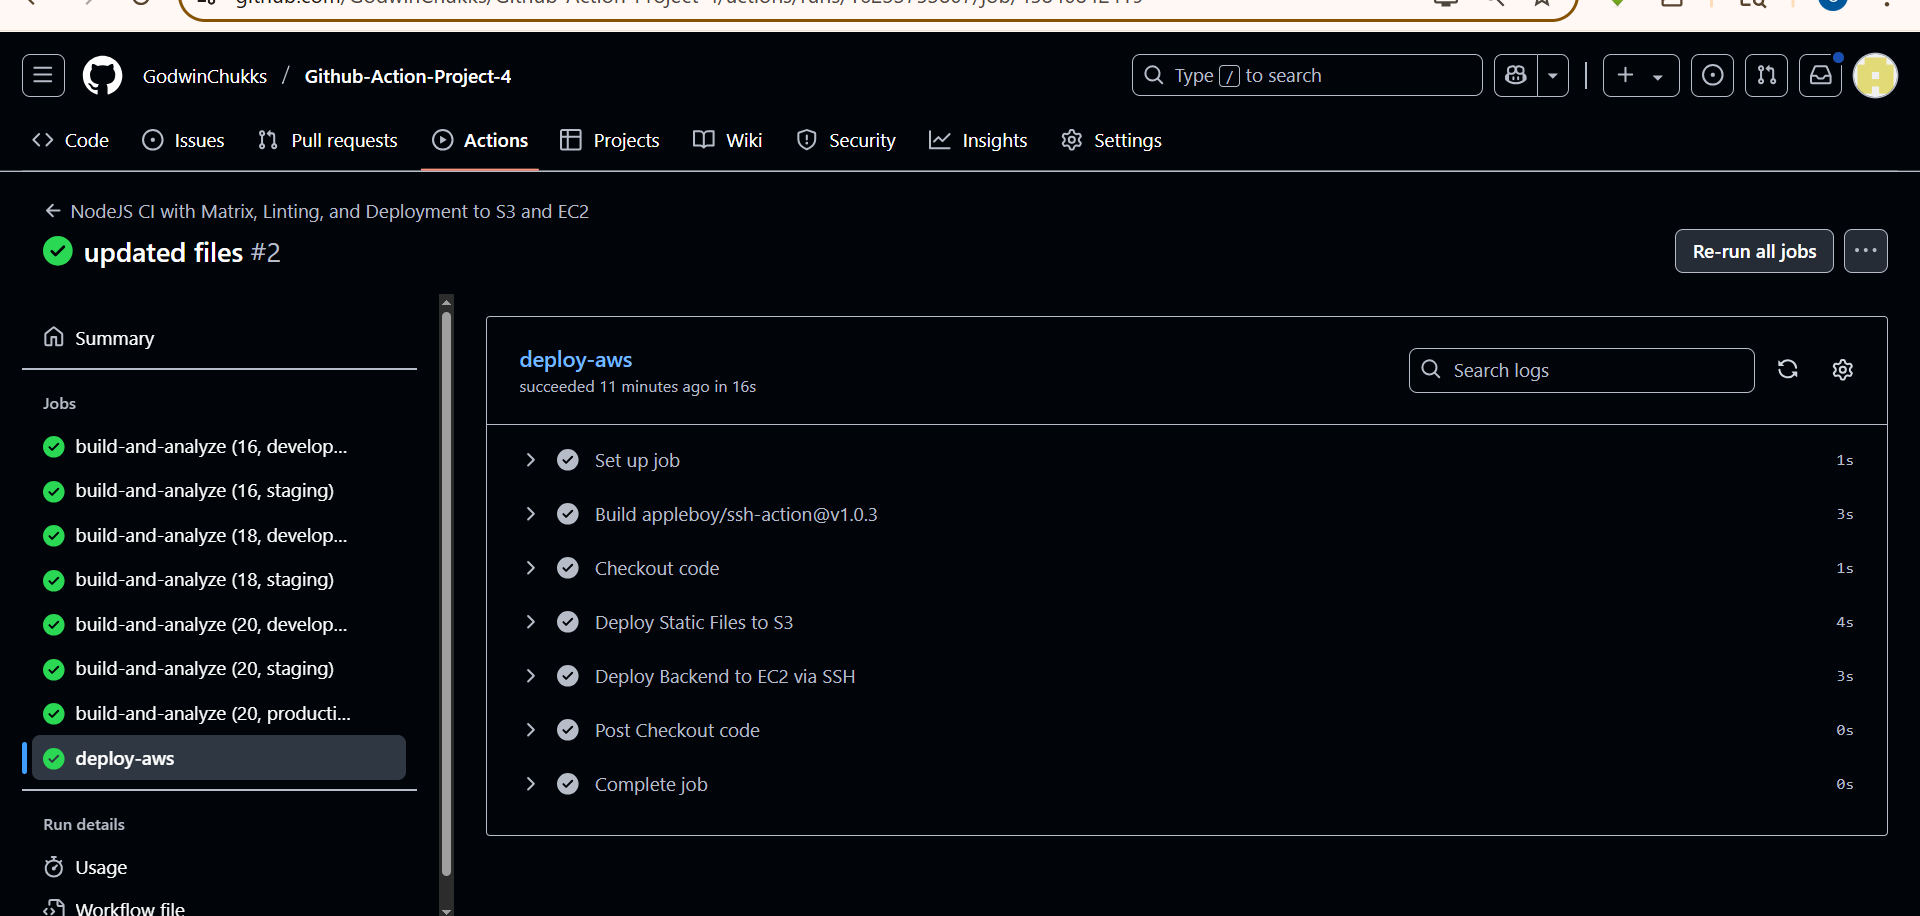 GodwinChukks / Github-Action-Project-4
Type / to search
Code
Issues
Pull requests
Actions
Projects
Wiki
Security
Insights
Settings
NodeJS CI with Matrix, Linting, and Deployment to S3 and EC2
updated files #2
Re-run all jobs
Summary
Jobs
build-and-analyze (16, develop...
build-and-analyze (16, staging)
build-and-analyze (18, develop...
build-and-analyze (18, staging)
build-and-analyze (20, develop...
build-and-analyze (20, staging)
build-and-analyze (20, producti...
deploy-aws
Run details
Usage
Workflow file
deploy-aws
succeeded 11 minutes ago in 16s
Search logs
Set up job 1s
Build appleboy/ssh-action@v1.0.3 3s
Checkout code 1s
Deploy Static Files to S3 4s
Deploy Backend to EC2 via SSH 3s
Post Checkout code 0s
Complete job 0s